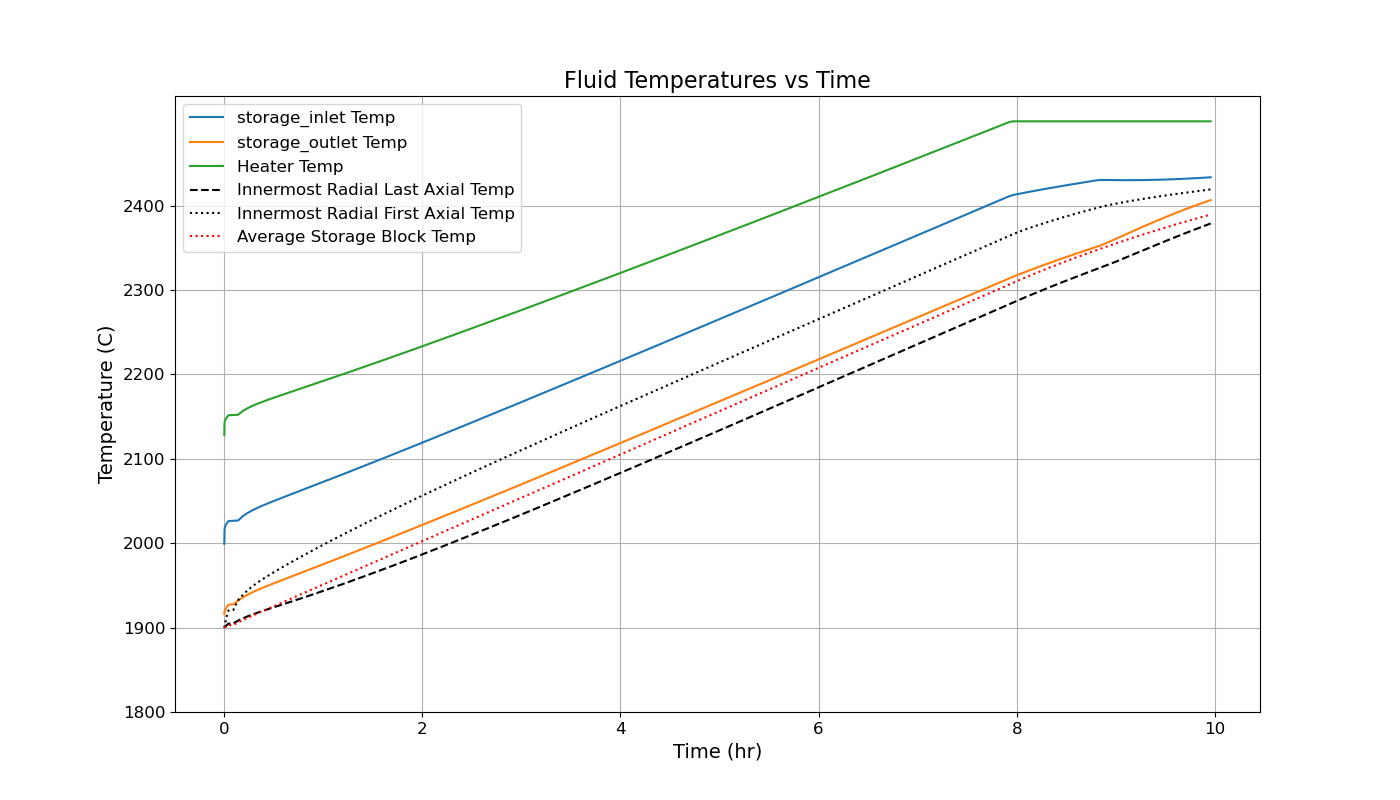 Fluid Temperatures vs Time
storage_inlet Temp
storage_outlet Temp
Heater Temp
Innermost Radial Last Axial Temp
Innermost Radial First Axial Temp
Average Storage Block Temp
Temperature (C)
2400
2300
2200
2100
2000
1900
1800
0 2 4 6 8 10
Time (hr)